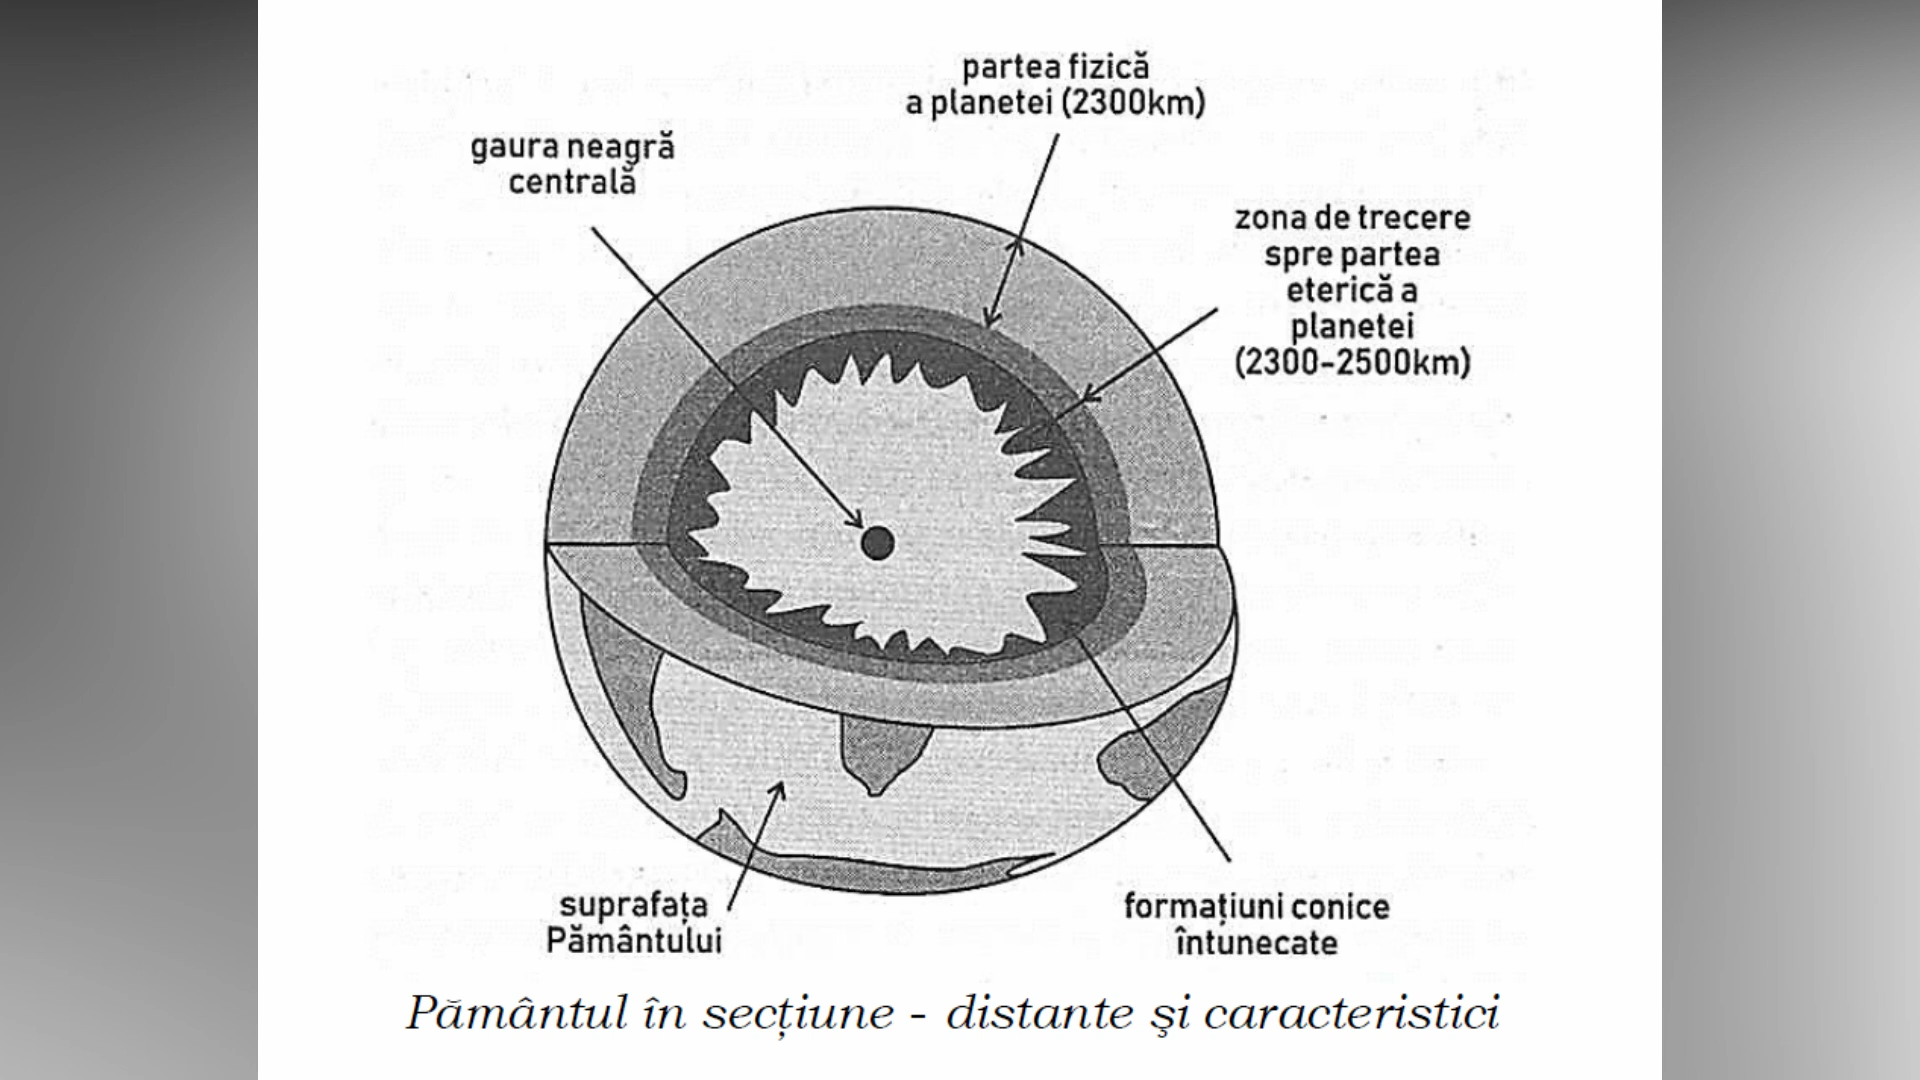 partea fizică
a planetei (2300km)
gaura neagră
centrală
zona de trecere
spre partea
eterică a
planetei
(2300-2500km)
suprafața
Pământului
formațiuni conice
întunecate
Pământul în secțiune - distante şi caracteristici